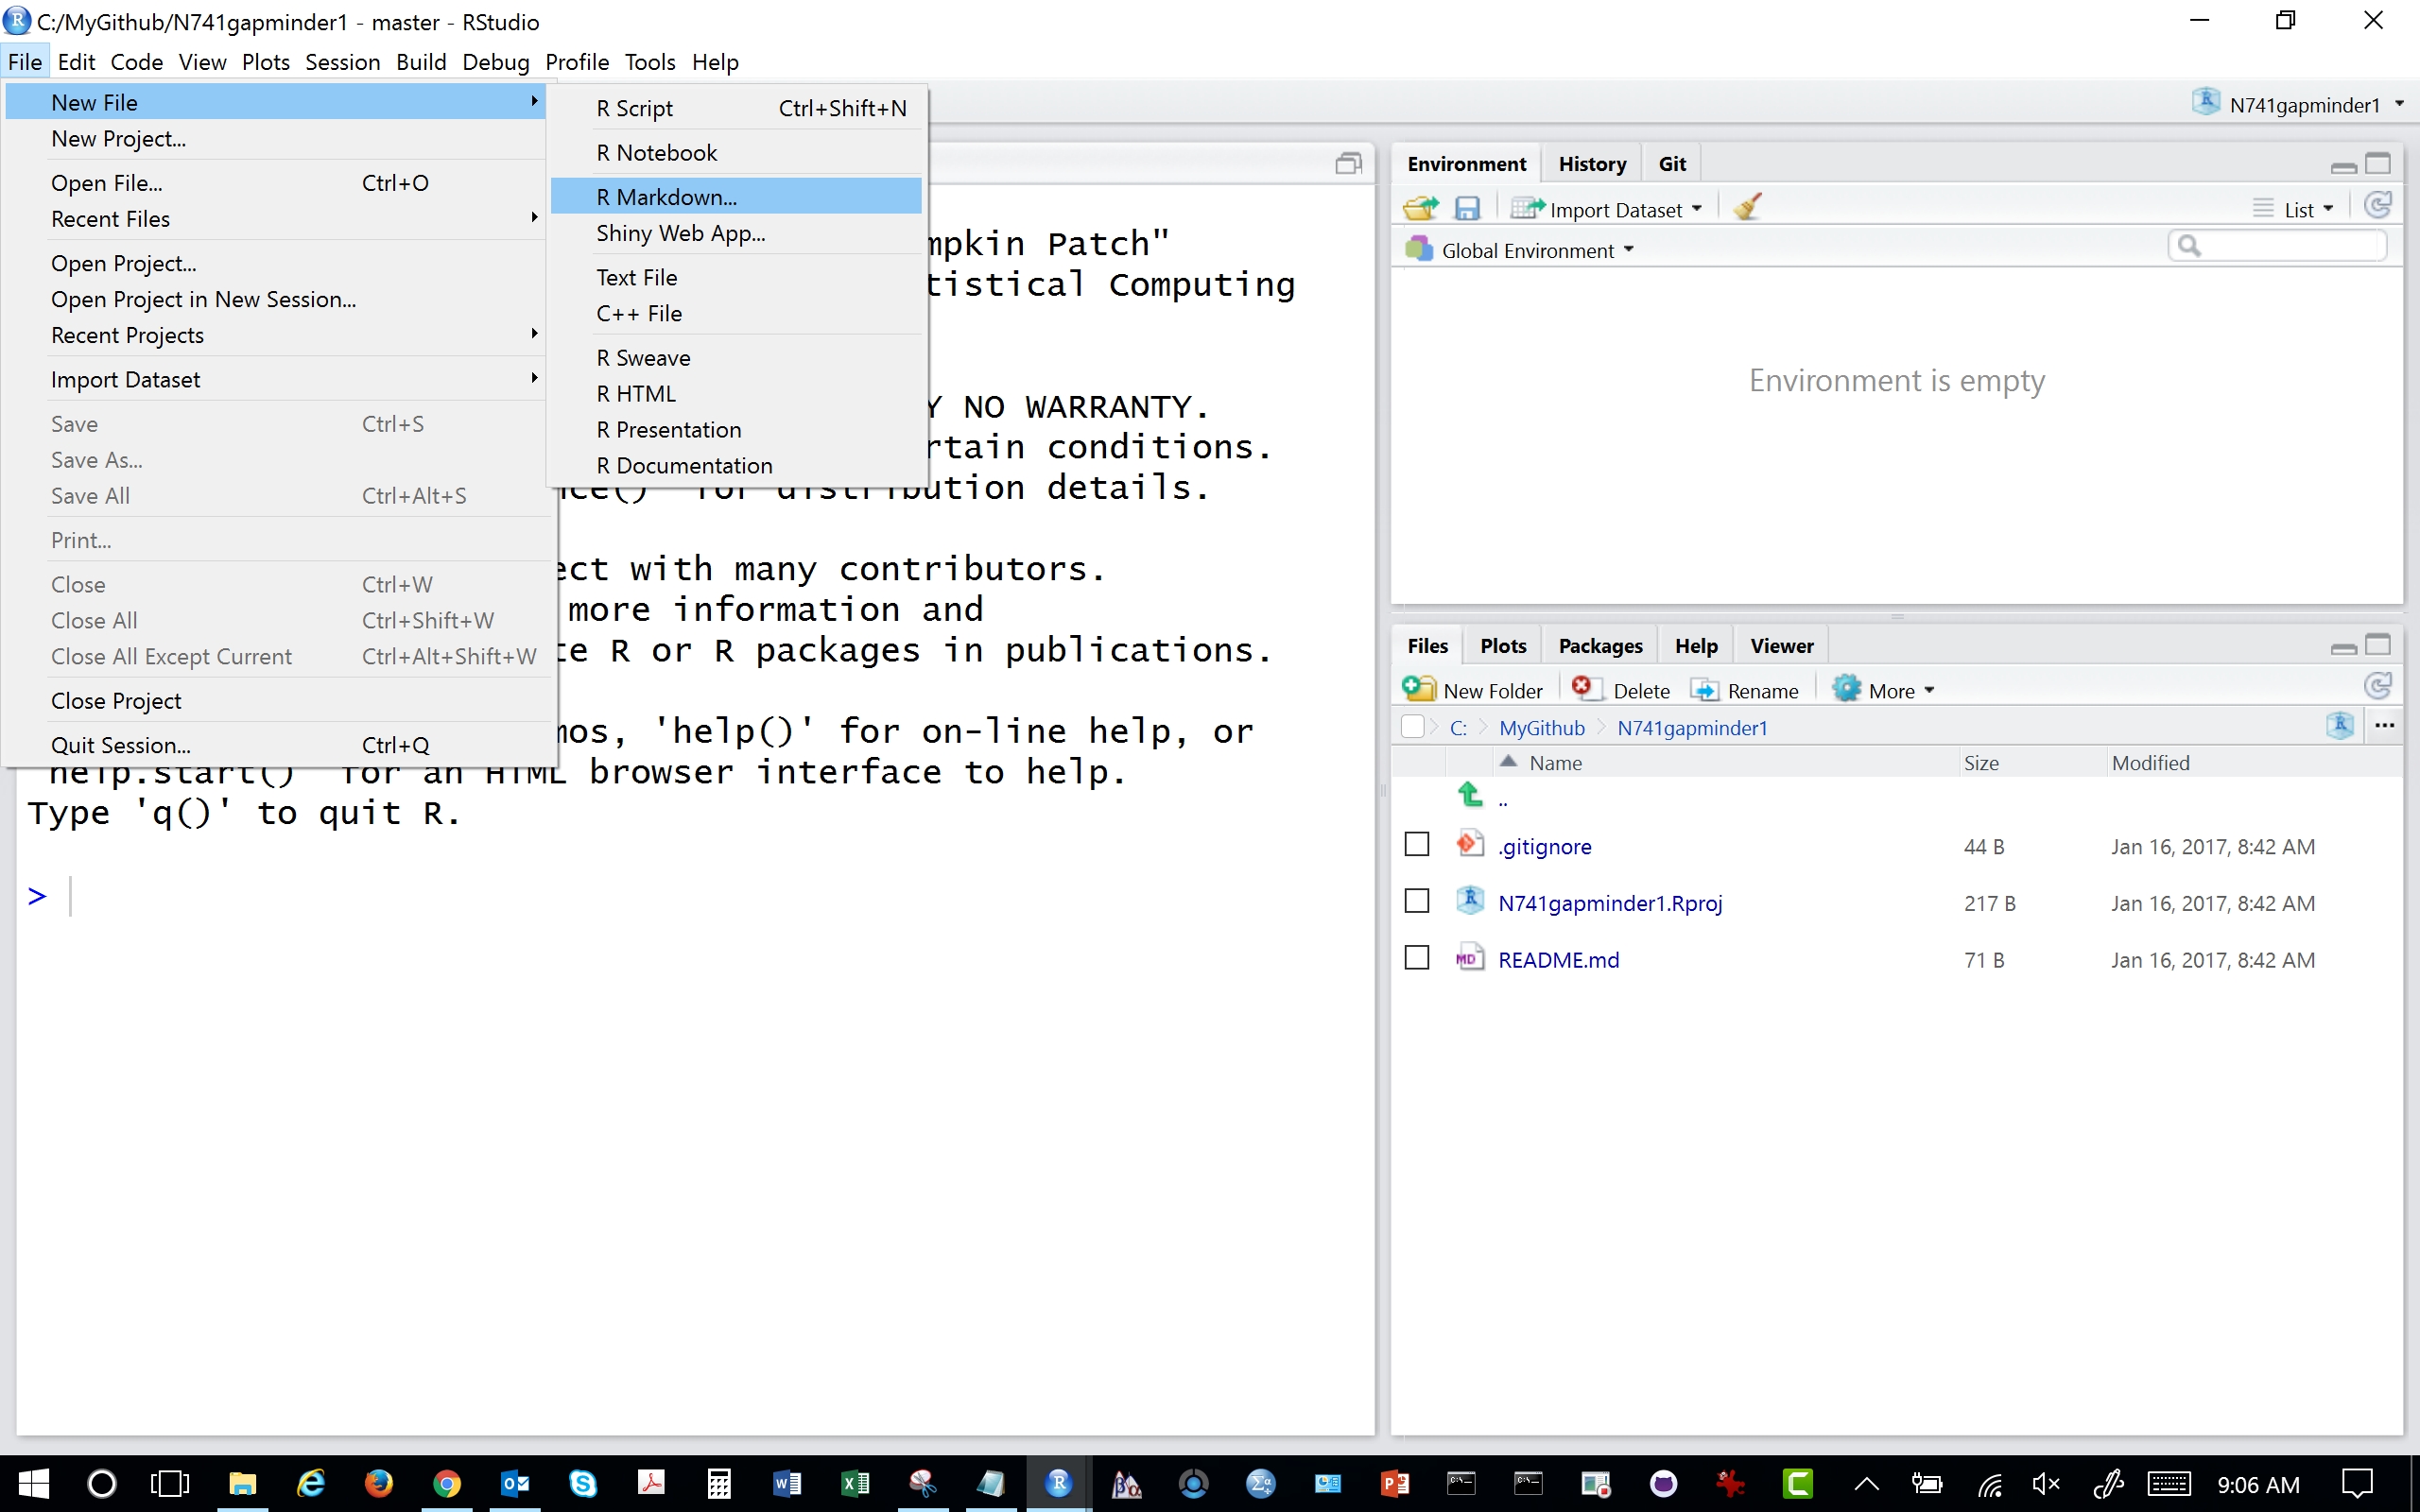 C:/MyGithub/N741gapminder1 - master - RStudio
File Edit Code View Plots Session Build Debug Profile Tools Help
New File
New Project...
Open File... Ctrl+O
Recent Files
Open Project...
Open Project in New Session...
Recent Projects
Import Dataset
Save Ctrl+S
Save As...
Save All Ctrl+Alt+S
Print...
Close Ctrl+W
Close All Ctrl+Shift+W
Close All Except Current Ctrl+Alt+Shift+W
Close Project
Quit Session... Ctrl+Q
R Script Ctrl+Shift+N
R Notebook
R Markdown...
Shiny Web App...
Text File
C++ File
R Sweave
R HTML
R Presentation
R Documentation
mpkin Patch"
tistical Computing
Y NO WARRANTY.
rtain conditions.
nce()' for distribution details.
ect with many contributors.
more information and
te R or R packages in publications.
mos, 'help()' for on-line help, or
'help.start()' for an HTML browser interface to help.
Type 'q()' to quit R.
>
N741gapminder1
Environment History Git
Import Dataset List
Global Environment
Environment is empty
Files Plots Packages Help Viewer
New Folder Delete Rename More
C: MyGithub N741gapminder1
Name Size Modified
..
.gitignore 44 B Jan 16, 2017, 8:42 AM
N741gapminder1.Rproj 217 B Jan 16, 2017, 8:42 AM
README.md 71 B Jan 16, 2017, 8:42 AM
9:06 AM